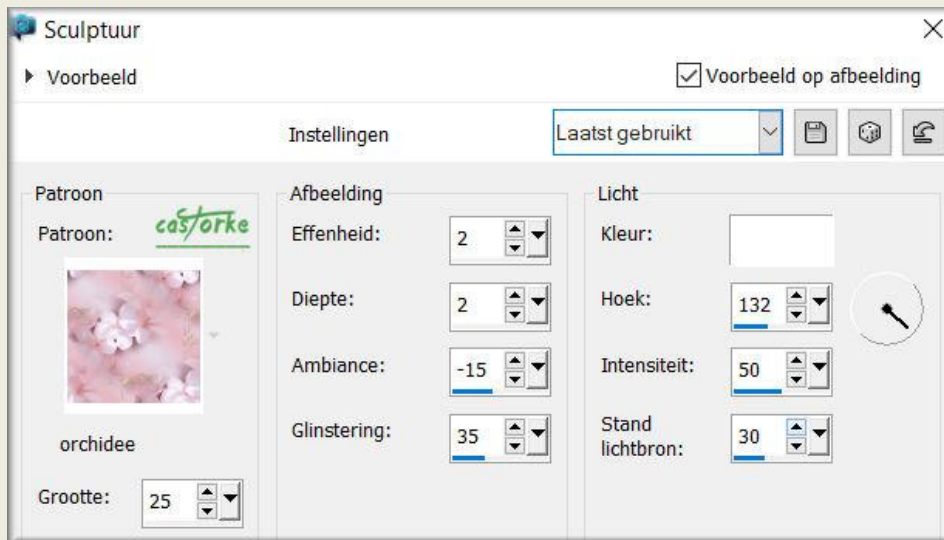 Sculptuur
Voorbeeld
Voorbeeld op afbeelding
Instellingen
Laatst gebruikt
Patroon
Patroon:
castorke
orchidee
Grootte:
25
Afbeelding
Effenheid:
2
Diepte:
2
Ambiance:
-15
Glinstering:
35
Licht
Kleur:
Hoek:
132
Intensiteit:
50
Stand
lichtbron:
30